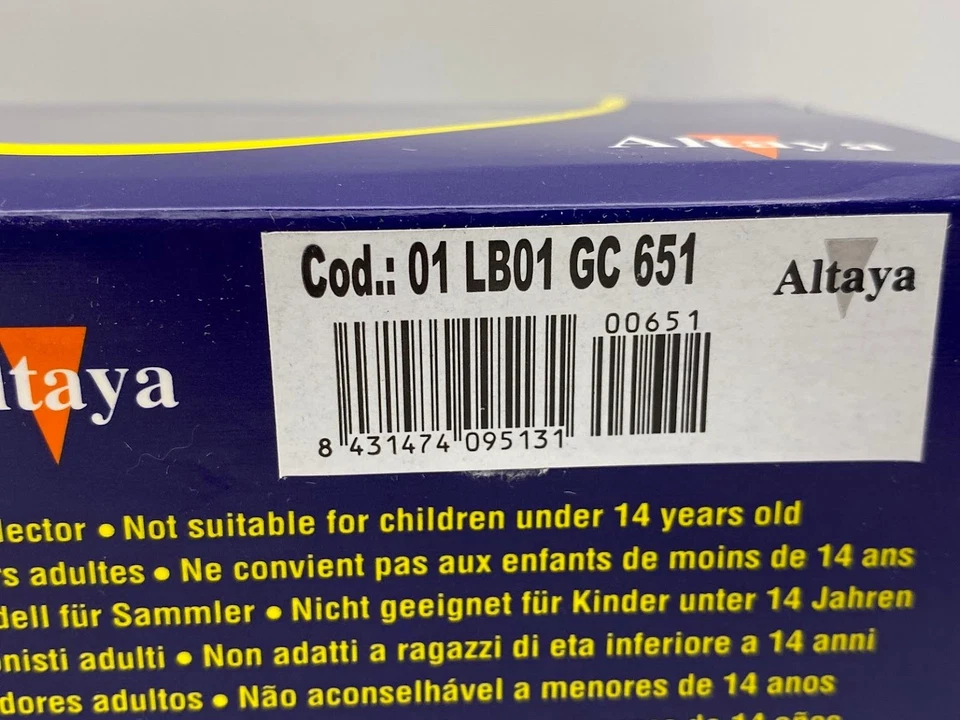 Altaya
Cod.: 01 LB01 GC 651
Altaya
00651
8 431474 095131
ltaya
lector ● Not suitable for children under 14 years old
rs adultes ● Ne convient pas aux enfants de moins de 14 ans
dell für Sammler ● Nicht geeignet für Kinder unter 14 Jahren
onisti adulti ● Non adatti a ragazzi di eta inferiore a 14 anni
dores adultos ● Não aconselhável a menores de 14 anos
de 14 años